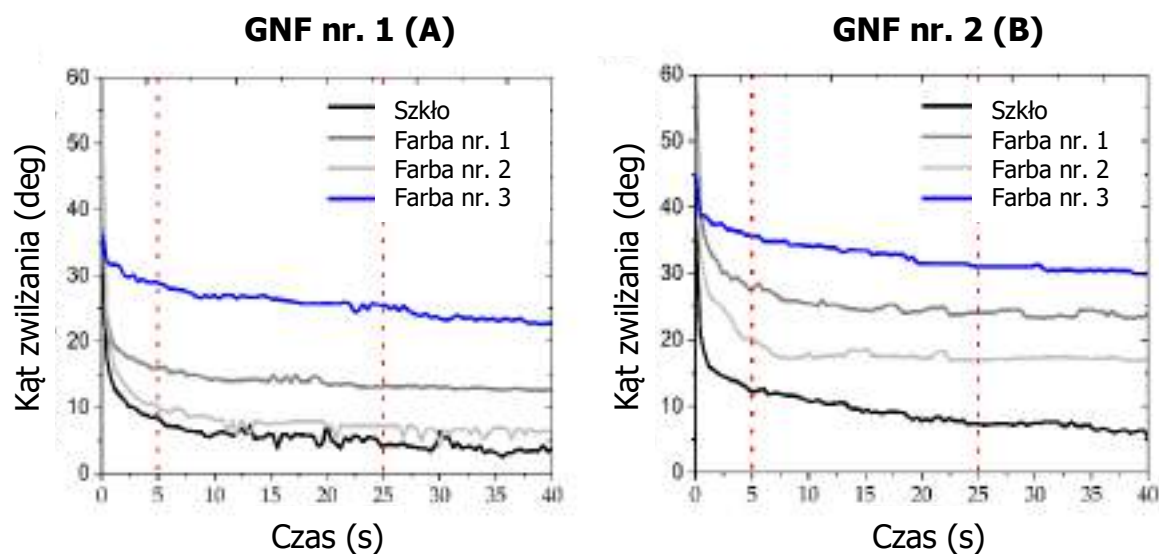 GNF nr. 1 (A)
60
50
40
30
20
10
0
0 5 10 15 20 25 30 35 40
Kąt zwilżania (deg)
Czas (s)
Szkło
Farba nr. 1
Farba nr. 2
Farba nr. 3
GNF nr. 2 (B)
60
50
40
30
20
10
0
0 5 10 15 20 25 30 35 40
Kąt zwilżania (deg)
Czas (s)
Szkło
Farba nr. 1
Farba nr. 2
Farba nr. 3